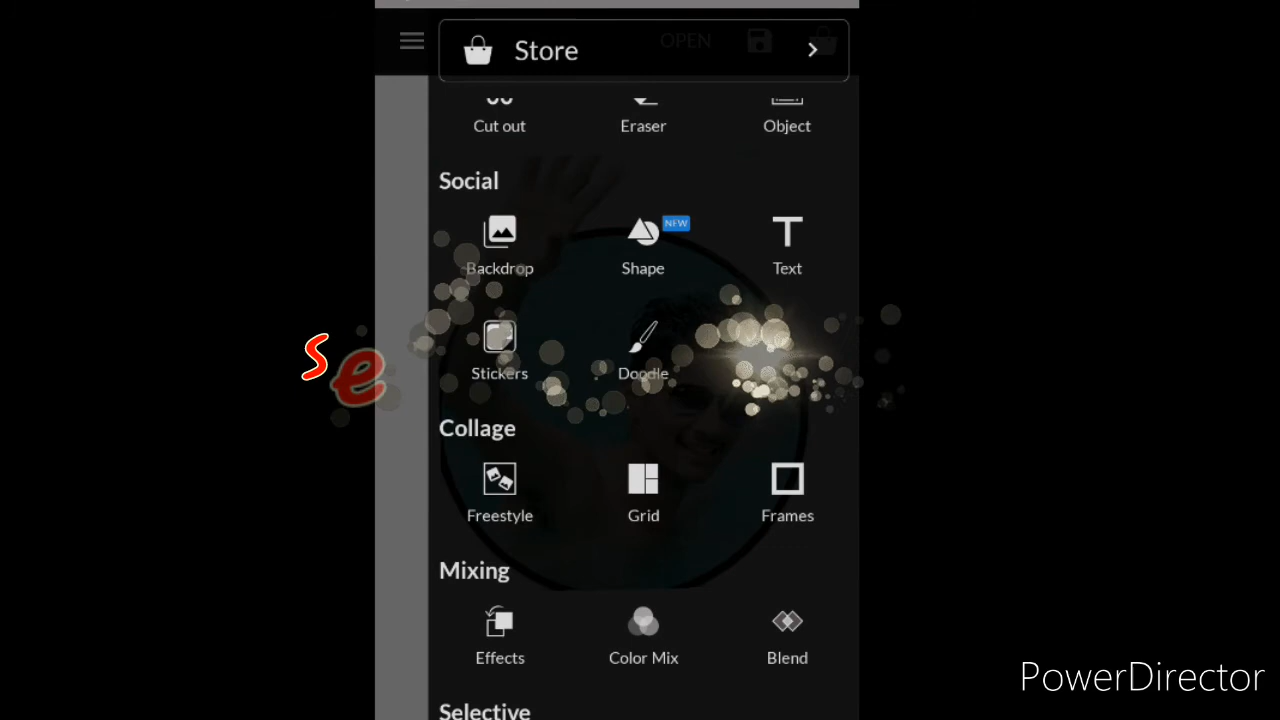 OPEN
Store
Cut out Eraser Object
Social
NEW
Backdrop Shape Text
Se
Stickers Doodle
Collage
Freestyle Grid Frames
Mixing
Effects Color Mix Blend
Selective
PowerDirector